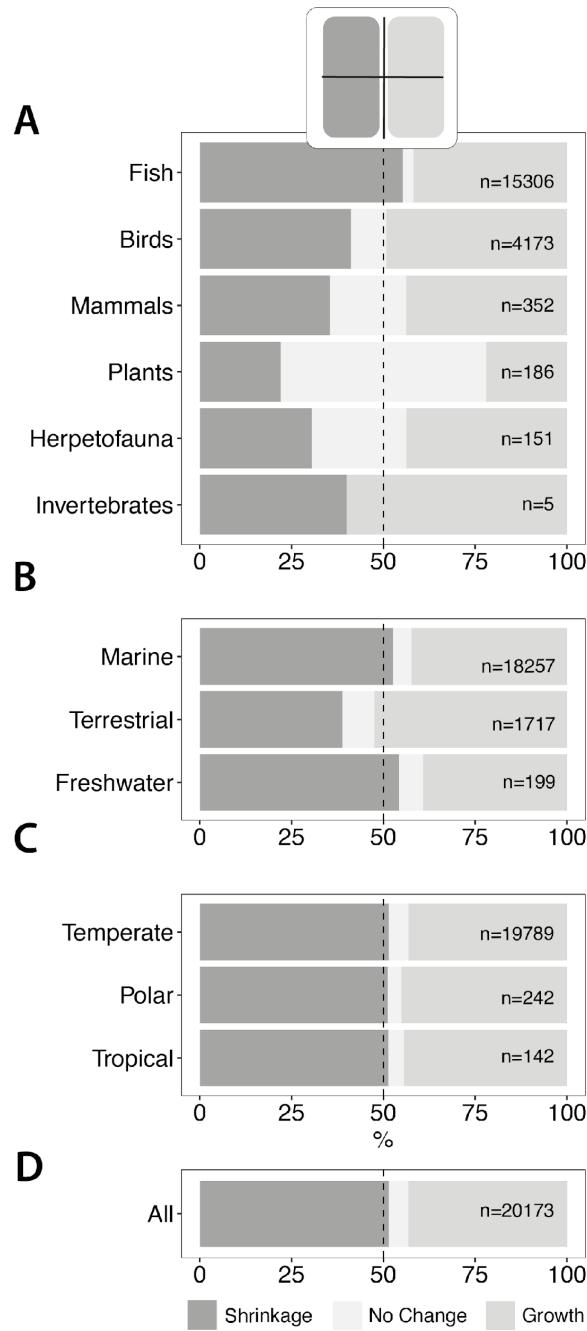 A
Fish n=15306
Birds n=4173
Mammals n=352
Plants n=186
Herpetofauna n=151
Invertebrates n=5
0 25 50 75 100
B
Marine n=18257
Terrestrial n=1717
Freshwater n=199
0 25 50 75 100
C
Temperate n=19789
Polar n=242
Tropical n=142
0 25 50 75 100
%
D
All n=20173
0 25 50 75 100
Shrinkage No Change Growth